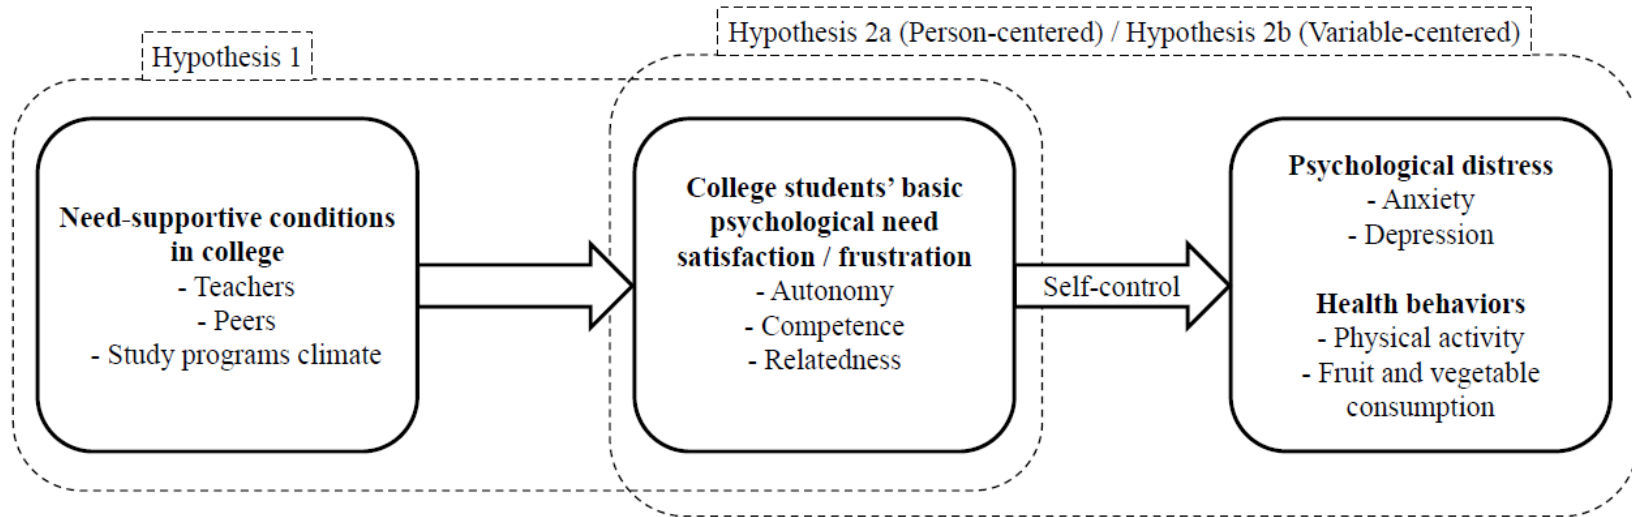 Hypothesis 1
Hypothesis 2a (Person-centered) / Hypothesis 2b (Variable-centered)
Need-supportive conditions
in college
- Teachers
- Peers
- Study programs climate
College students’ basic
psychological need
satisfaction / frustration
- Autonomy
- Competence
- Relatedness
Self-control
Psychological distress
- Anxiety
- Depression
Health behaviors
- Physical activity
- Fruit and vegetable
consumption